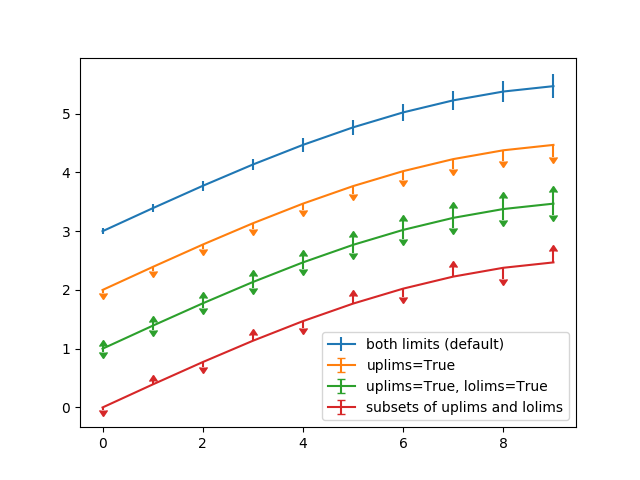 5
4
3
2
1
0
0 2 4 6 8
both limits (default)
uplims=True
uplims=True, lolims=True
subsets of uplims and lolims